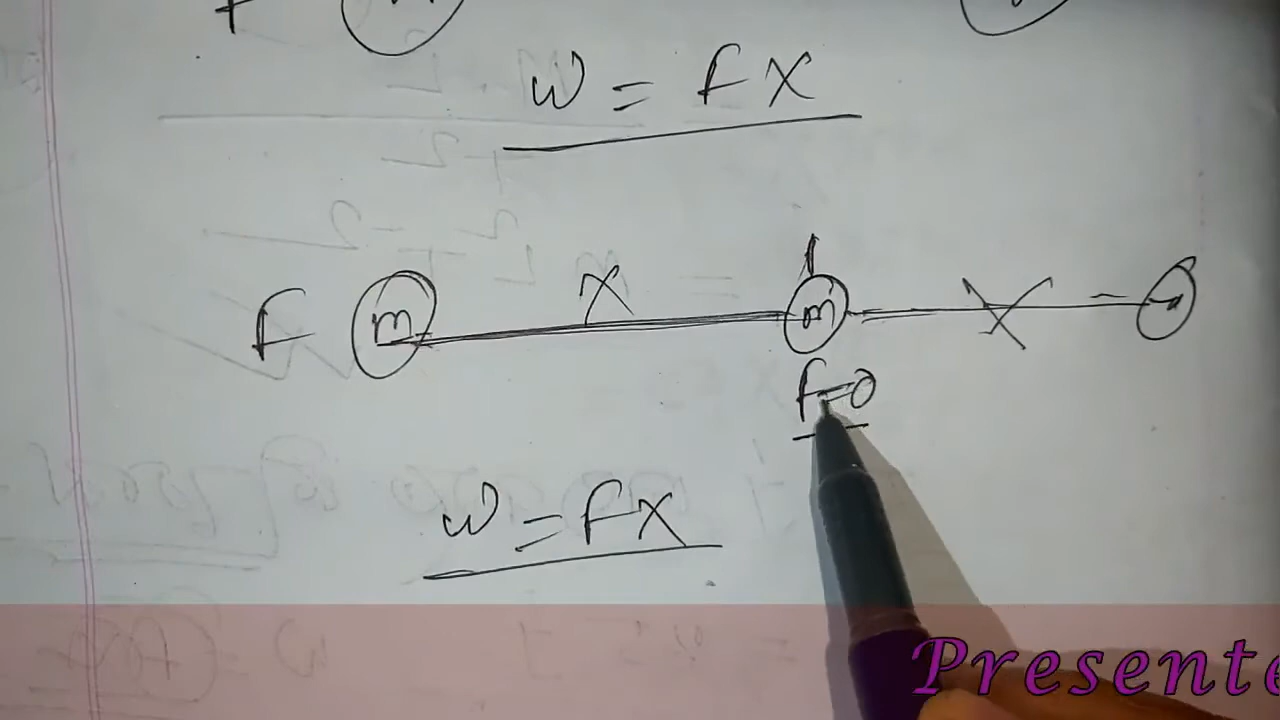 W = FX
F m X m X
F=0
W = FX
Presente